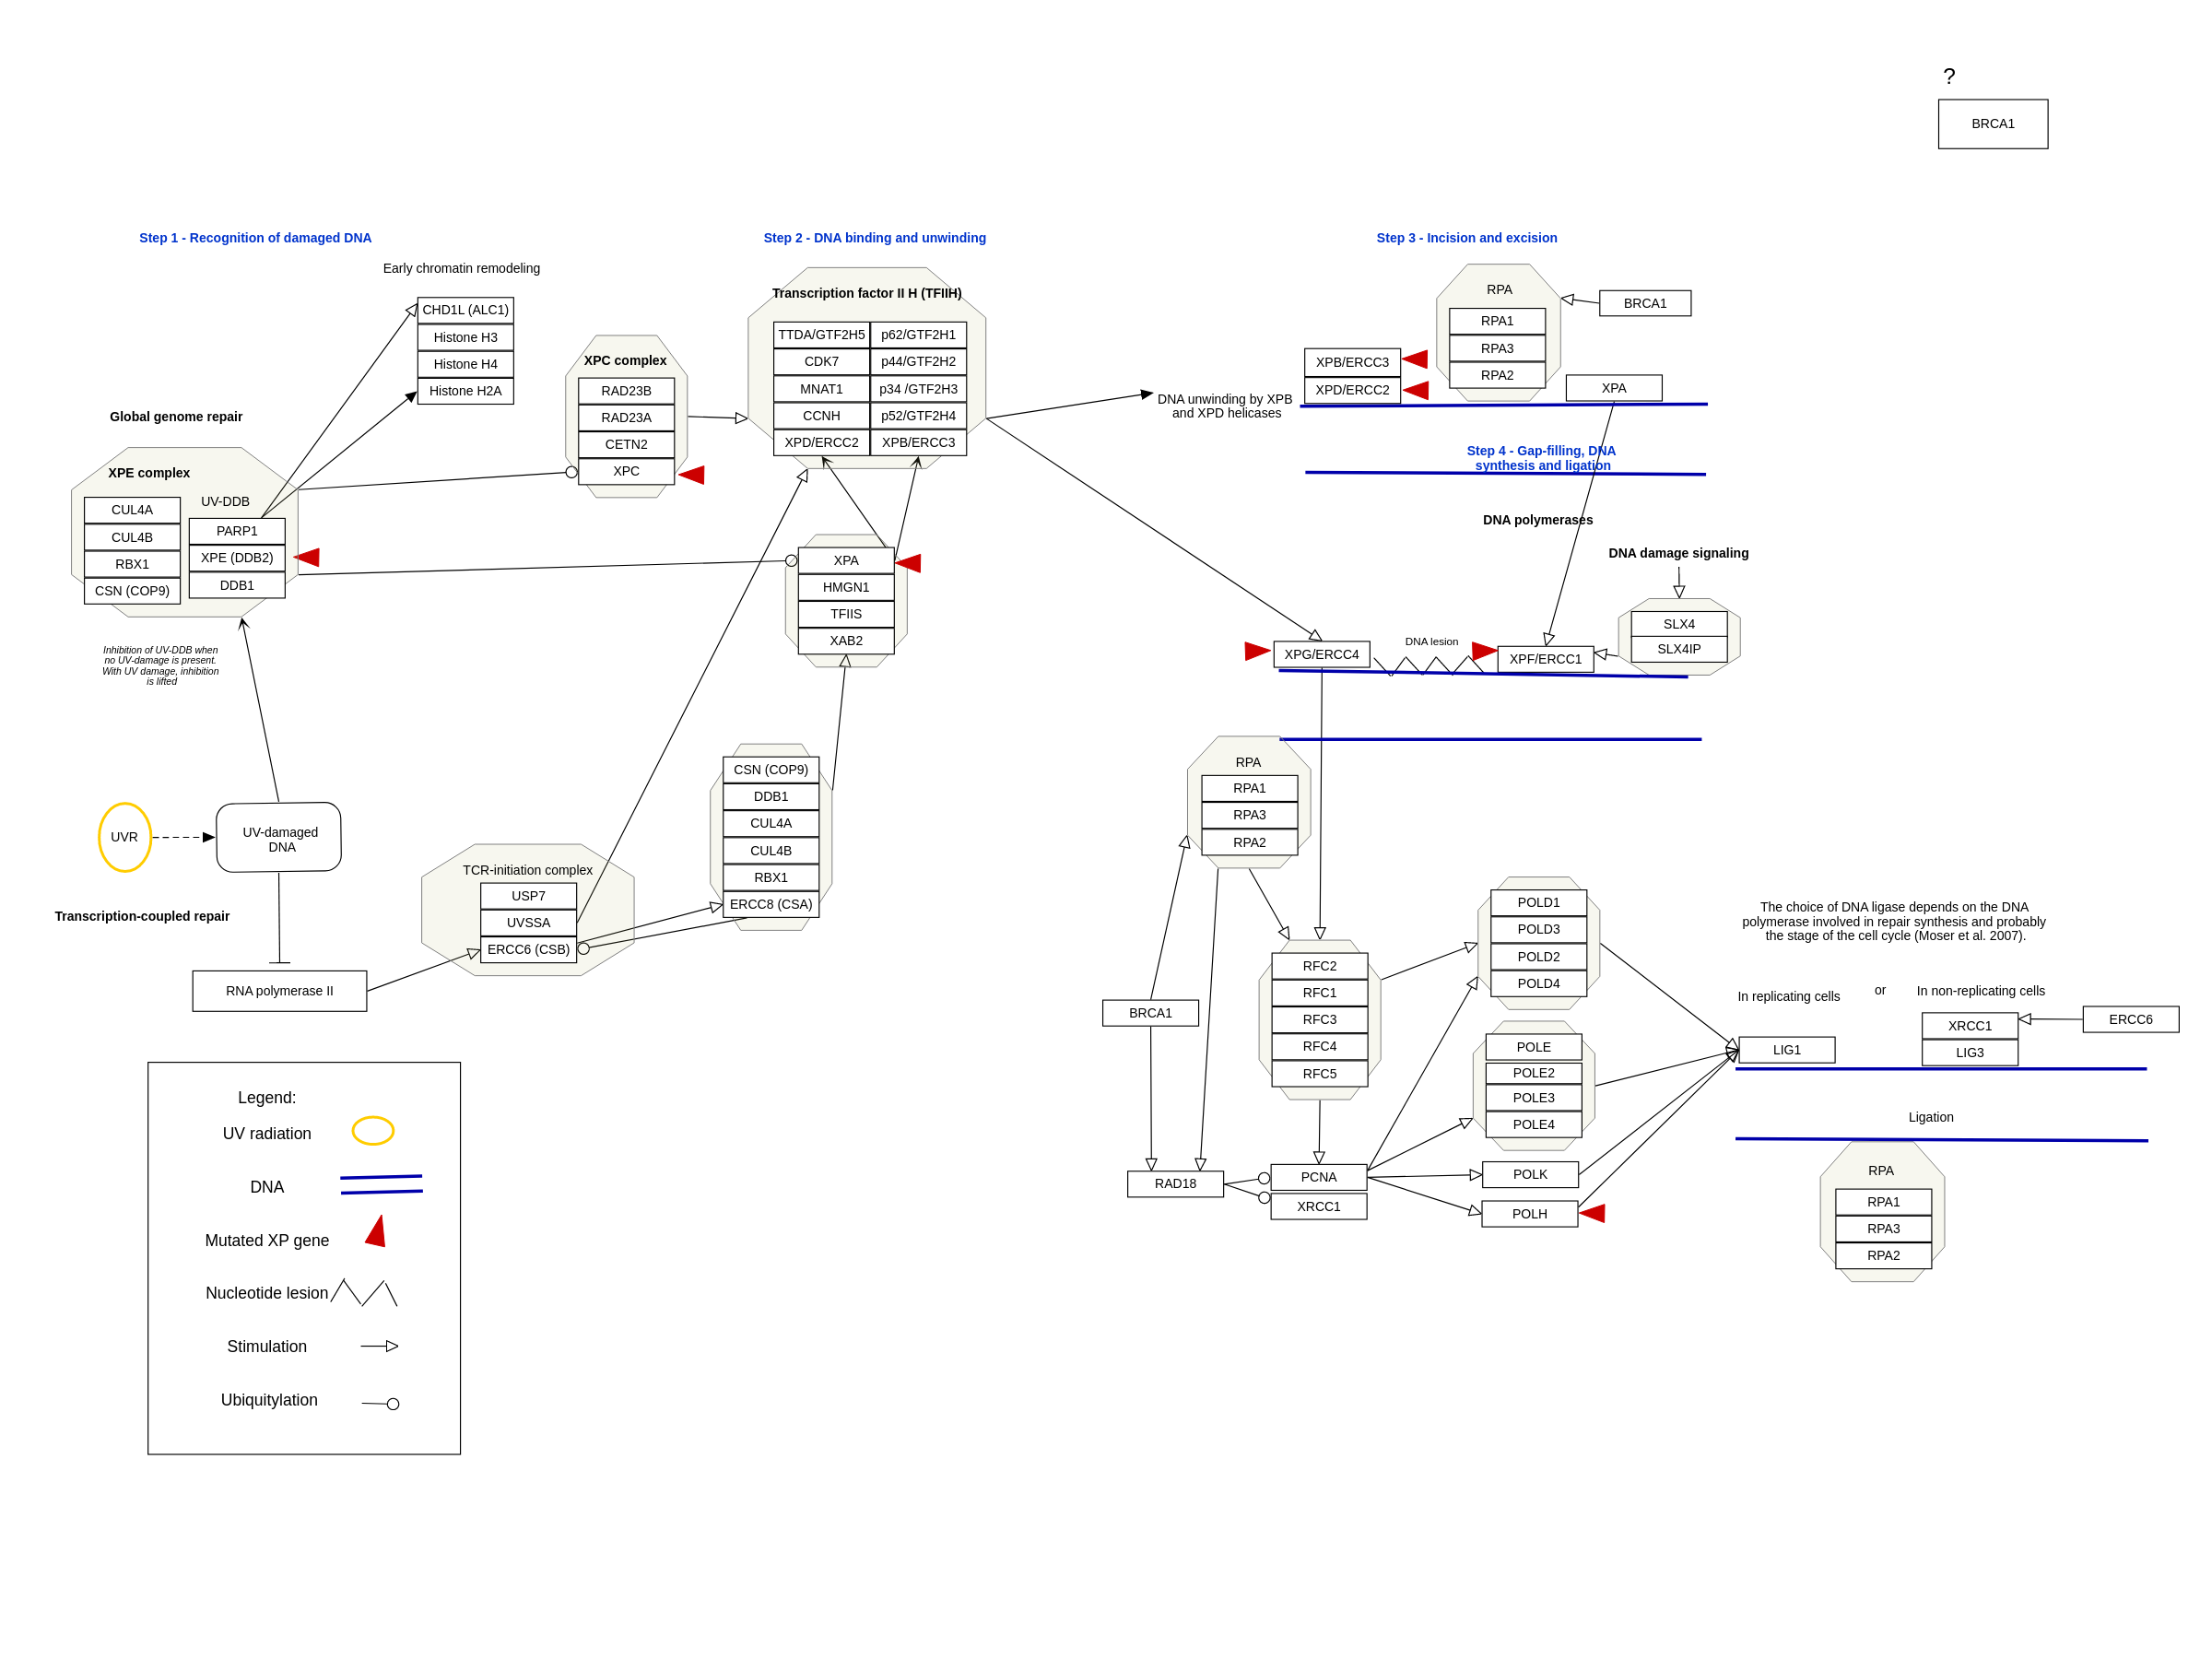 ?
BRCA1
Step 1 - Recognition of damaged DNA
Early chromatin remodeling
CHD1L (ALC1)
Histone H3
Histone H4
Histone H2A
Global genome repair
XPE complex
UV-DDB
CUL4A
CUL4B
RBX1
CSN (COP9)
PARP1
XPE (DDB2)
DDB1
Inhibition of UV-DDB when
no UV-damage is present.
With UV damage, inhibition
is lifted
UVR
UV-damaged
DNA
Transcription-coupled repair
RNA polymerase II
TCR-initiation complex
USP7
UVSSA
ERCC6 (CSB)
XPC complex
RAD23B
RAD23A
CETN2
XPC
Step 2 - DNA binding and unwinding
Transcription factor II H (TFIIH)
TTDA/GTF2H5
CDK7
MNAT1
CCNH
XPD/ERCC2
p62/GTF2H1
p44/GTF2H2
p34 /GTF2H3
p52/GTF2H4
XPB/ERCC3
XPA
HMGN1
TFIIS
XAB2
CSN (COP9)
DDB1
CUL4A
CUL4B
RBX1
ERCC8 (CSA)
DNA unwinding by XPB
and XPD helicases
Step 3 - Incision and excision
RPA
RPA1
RPA3
RPA2
BRCA1
XPB/ERCC3
XPD/ERCC2
XPA
Step 4 - Gap-filling, DNA
synthesis and ligation
DNA polymerases
DNA damage signaling
SLX4
SLX4IP
XPG/ERCC4
DNA lesion
XPF/ERCC1
RPA
RPA1
RPA3
RPA2
BRCA1
RAD18
RFC2
RFC1
RFC3
RFC4
RFC5
PCNA
XRCC1
POLD1
POLD3
POLD2
POLD4
POLE
POLE2
POLE3
POLE4
POLK
POLH
The choice of DNA ligase depends on the DNA
polymerase involved in repair synthesis and probably
the stage of the cell cycle (Moser et al. 2007).
In replicating cells
or
In non-replicating cells
LIG1
XRCC1
LIG3
ERCC6
Ligation
RPA
RPA1
RPA3
RPA2
Legend:
UV radiation
DNA
Mutated XP gene
Nucleotide lesion
Stimulation
Ubiquitylation